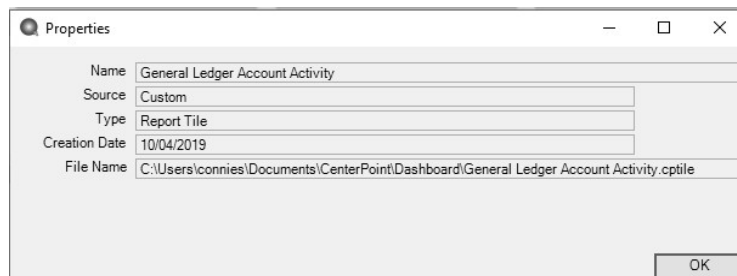 Properties
Name General Ledger Account Activity
Source Custom
Type Report Tile
Creation Date 10/04/2019
File Name C:\Users\connies\Documents\CenterPoint\Dashboard\General Ledger Account Activity.cptile
OK